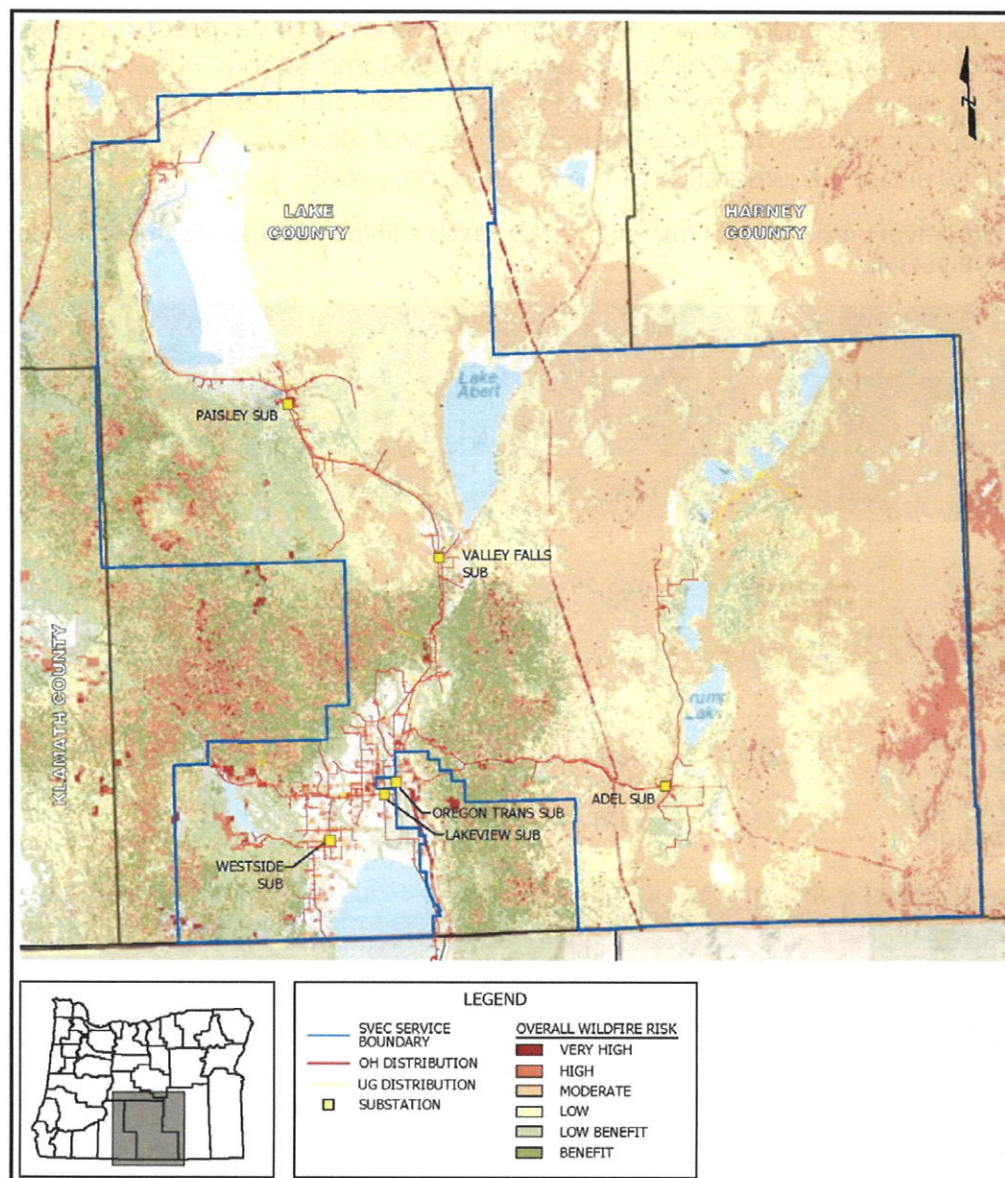 LAKE
COUNTY
HARNEY
COUNTY
Z
Lake
Abert
PAISLEY SUB
VALLEY FALLS
SUB
KLAMATH COUNTY
rump
Lake
ADEL SUB
OREGON TRANS SUB
LAKEVIEW SUB
WESTSIDE
SUB
LEGEND
SVEC SERVICE
BOUNDARY
OH DISTRIBUTION
UG DISTRIBUTION
SUBSTATION
OVERALL WILDFIRE RISK
VERY HIGH
HIGH
MODERATE
LOW
LOW BENEFIT
BENEFIT